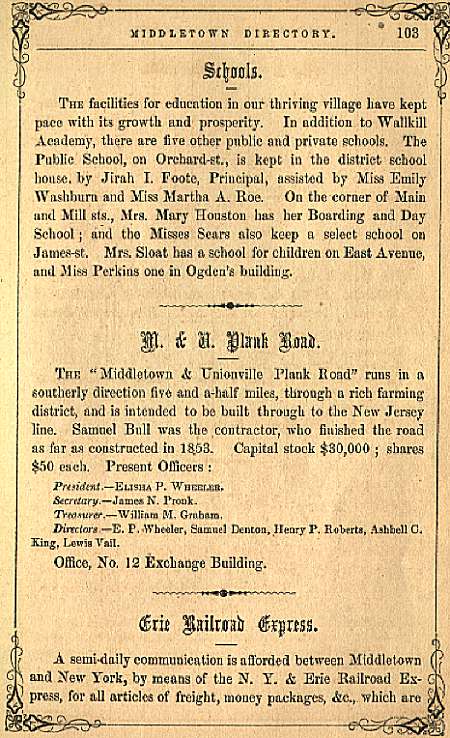 MIDDLETOWN DIRECTORY. 103
Schools.
THE facilities for education in our thriving village have kept
pace with its growth and prosperity. In addition to Wallkill
Academy, there are five other public and private schools. The
Public School, on Orchard-st., is kept in the district school
house, by Jirah I. Foote, Principal, assisted by Miss Emily
Washburn and Miss Martha A. Roe. On the corner of Main
and Mill sts., Mrs. Mary Houston has her Boarding and Day
School; and the Misses Sears also keep a select school on
James-st. Mrs. Sloat has a school for children on East Avenue,
and Miss Perkins one in Ogden's building.
M. & U. Plank Road.
THE "Middletown & Unionville Plank Road" runs in a
southerly direction five and a-half miles, through a rich farming
district, and is intended to be built through to the New Jersey
line. Samuel Bull was the contractor, who finished the road
as far as constructed in 1853. Capital stock $30,000; shares
$50 each. Present Officers:
President.—ELISHA P. WHEELER.
Secretary.—James N. Pronk.
Treasurer.—William M. Graham.
Directors—E. P. Wheeler, Samuel Denton, Henry P. Roberts, Ashbell C.
King, Lewis Vail.
Office, No. 12 Exchange Building.
Erie Railroad Express.
A semi-daily communication is afforded between Middletown
and New York, by means of the N. Y. & Erie Railroad Ex-
press, for all articles of freight, money packages, &c., which are